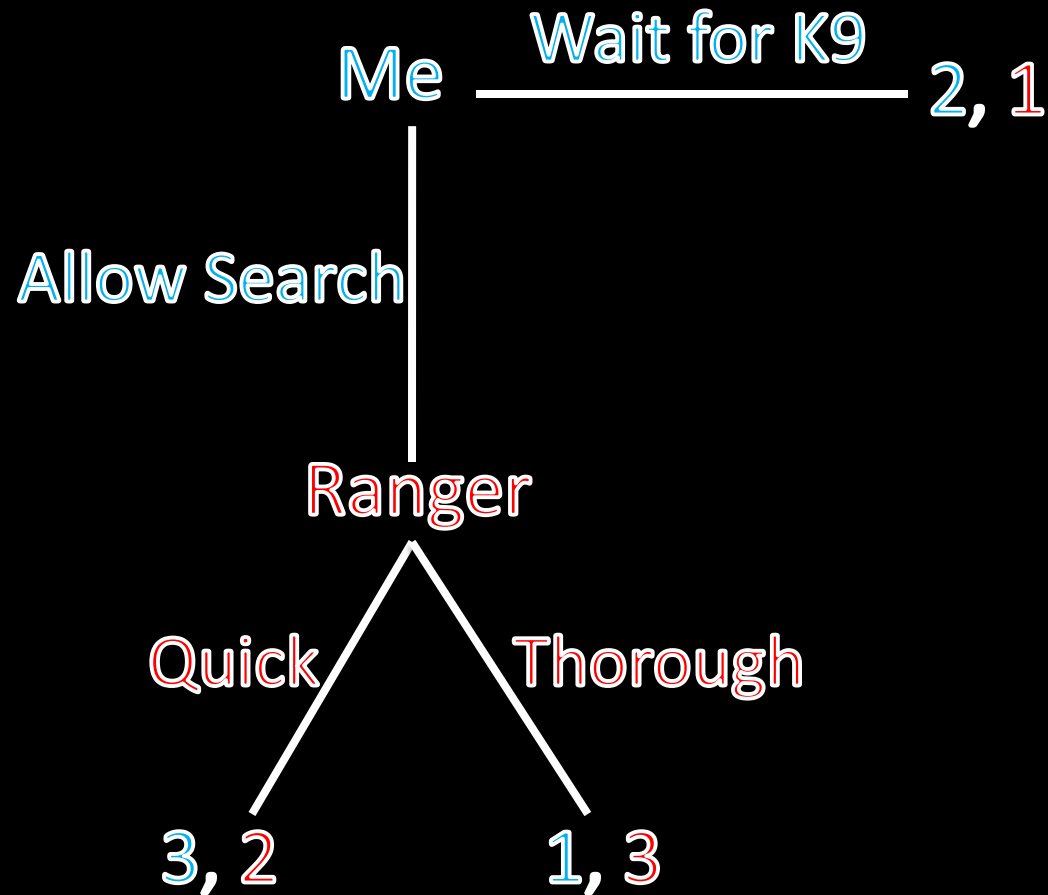 Wait for K9
Me
2, 1
Allow Search
Ranger
Quick
Thorough
3, 2
1, 3